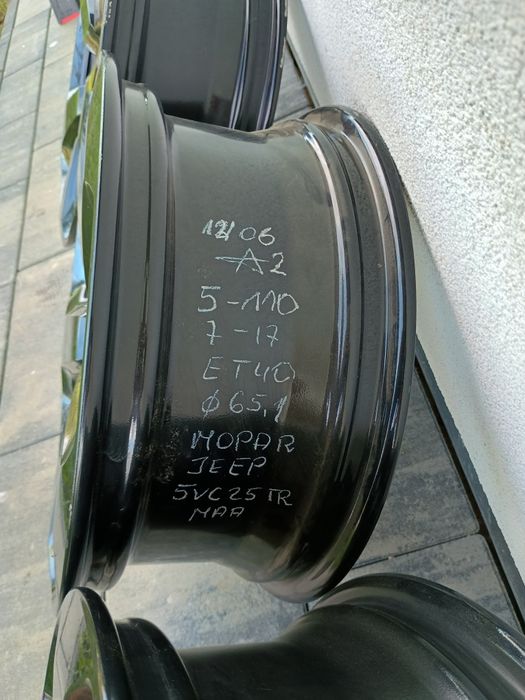 12/06
A2
5-110
7-17
ET40
Ø65,1
MOPAR
JEEP
5VC25TR
MAA